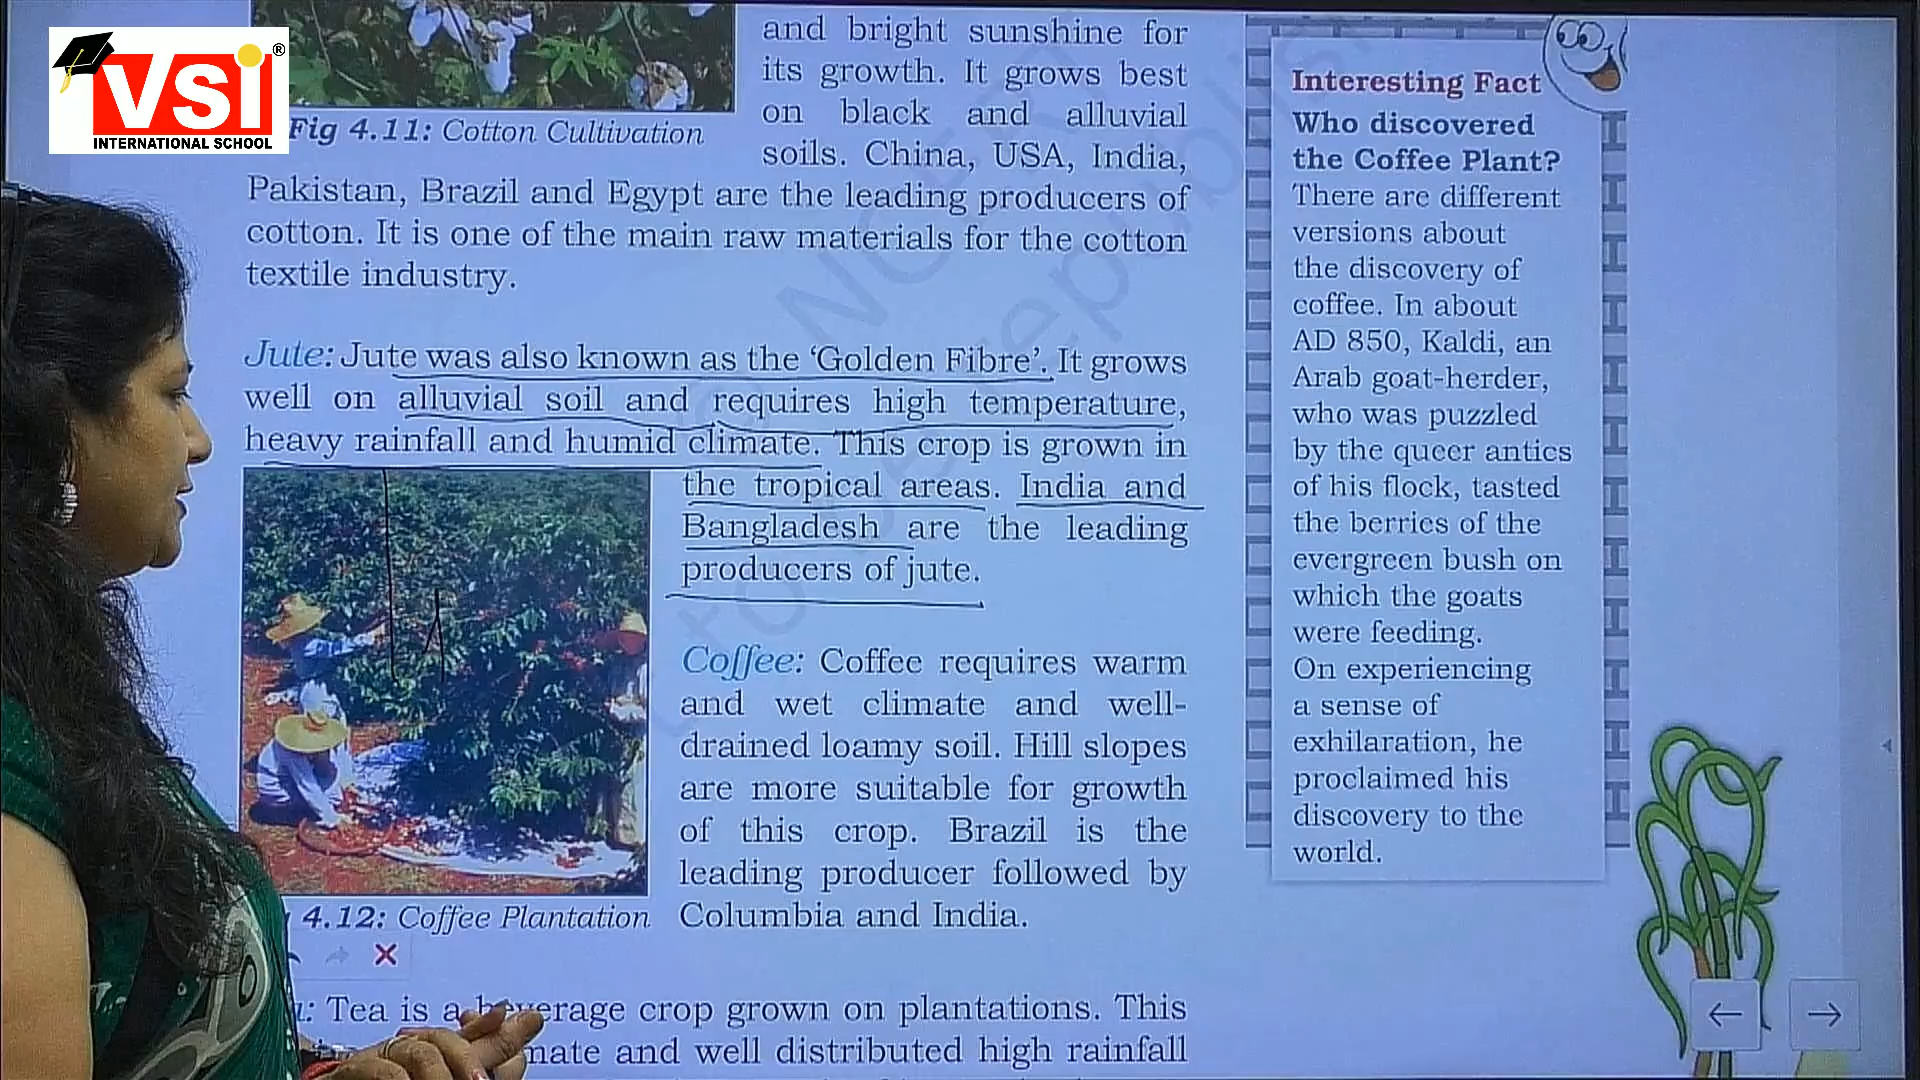 VSI
®
INTERNATIONAL SCHOOL
and bright sunshine for
its growth. It grows best
on black and alluvial
soils. China, USA, India,
Fig 4.11: Cotton Cultivation
Pakistan, Brazil and Egypt are the leading producers of
cotton. It is one of the main raw materials for the cotton
textile industry.
Jute: Jute was also known as the ‘Golden Fibre’. It grows
well on alluvial soil and requires high temperature,
heavy rainfall and humid climate. This crop is grown in
the tropical areas. India and
Bangladesh are the leading
producers of jute.
Coffee: Coffee requires warm
and wet climate and well-
drained loamy soil. Hill slopes
are more suitable for growth
of this crop. Brazil is the
leading producer followed by
Columbia and India.
4.12: Coffee Plantation
Tea is a beverage crop grown on plantations. This
and well distributed high rainfall
Interesting Fact
Who discovered
the Coffee Plant?
There are different
versions about
the discovery of
coffee. In about
AD 850, Kaldi, an
Arab goat-herder,
who was puzzled
by the queer antics
of his flock, tasted
the berries of the
evergreen bush on
which the goats
were feeding.
On experiencing
a sense of
exhilaration, he
proclaimed his
discovery to the
world.